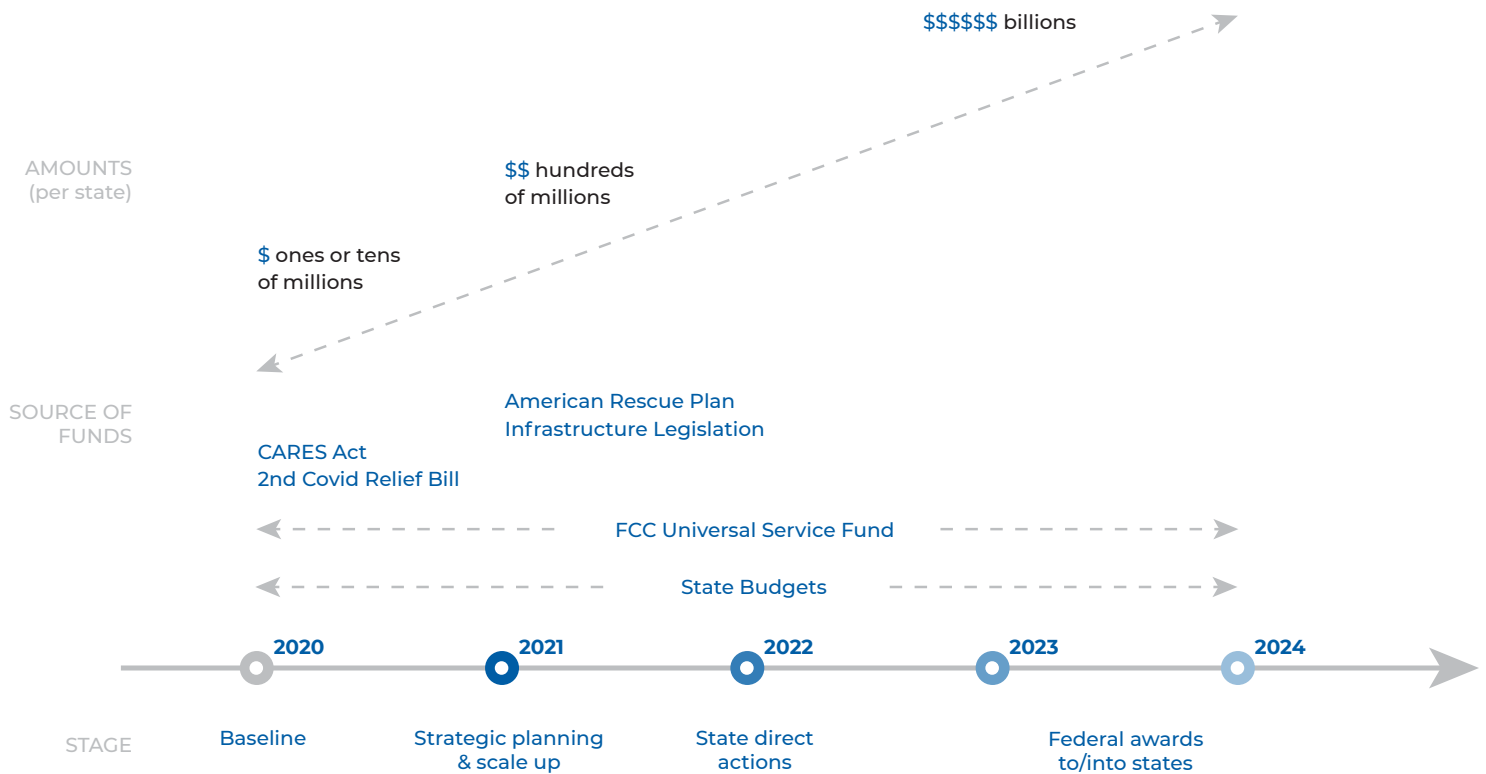 $$$$$$ billions
AMOUNTS
(per state)
$$ hundreds
of millions
$ ones or tens
of millions
SOURCE OF
FUNDS
American Rescue Plan
Infrastructure Legislation
CARES Act
2nd Covid Relief Bill
FCC Universal Service Fund
State Budgets
2020
2021
2022
2023
2024
STAGE
Baseline
Strategic planning
& scale up
State direct
actions
Federal awards
to/into states